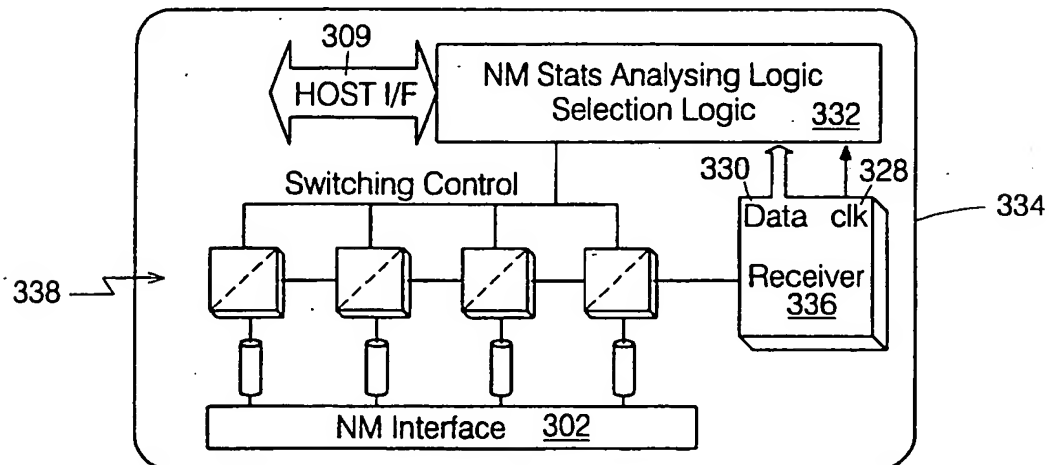 309
HOST I/F
NM Stats Analysing Logic
Selection Logic
332
Switching Control
330
328
Data clk
334
Receiver
336
338
NM Interface 302